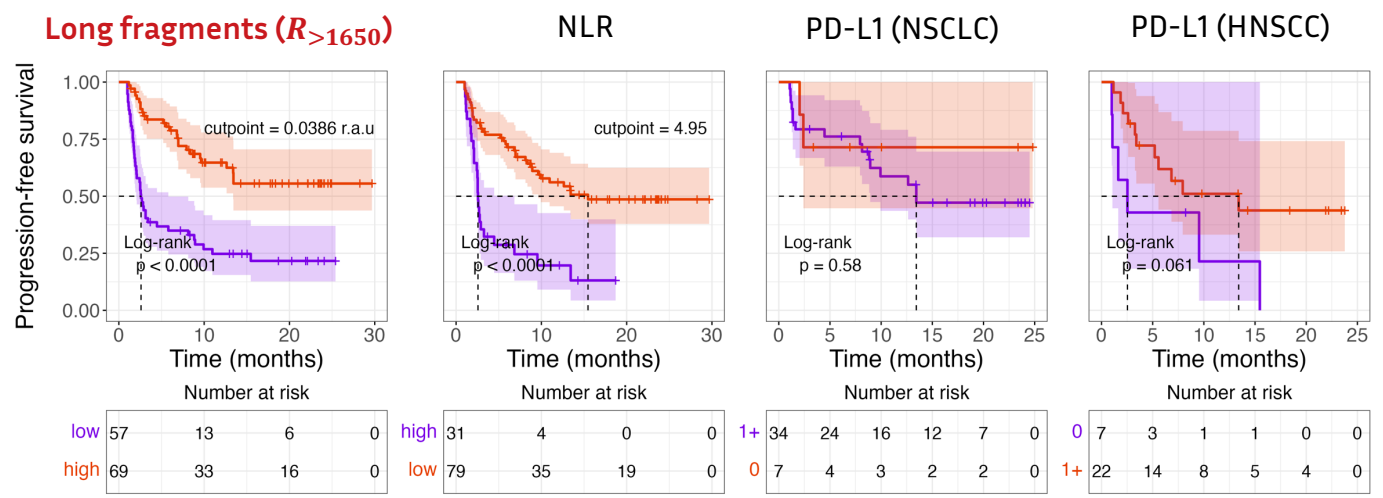 Long fragments (R>1650)
NLR
PD-L1 (NSCLC)
PD-L1 (HNSCC)
Progression-free survival
1.00
0.75
0.50
0.25
0.00
cutpoint = 0.0386 r.a.u
Log-rank
p < 0.0001
0 10 20 30
Time (months)
cutpoint = 4.95
Log-rank
p < 0.0001
0 10 20 30
Time (months)
Log-rank
p = 0.58
0 5 10 15 20 25
Time (months)
Log-rank
p = 0.061
0 5 10 15 20 25
Time (months)
Number at risk
low 57 13 6 0
high 69 33 16 0
Number at risk
high 31 4 0 0
low 79 35 19 0
Number at risk
1+ 34 24 16 12 7 0
0 7 4 3 2 2 0
Number at risk
0 7 3 1 1 0 0
1+ 22 14 8 5 4 0